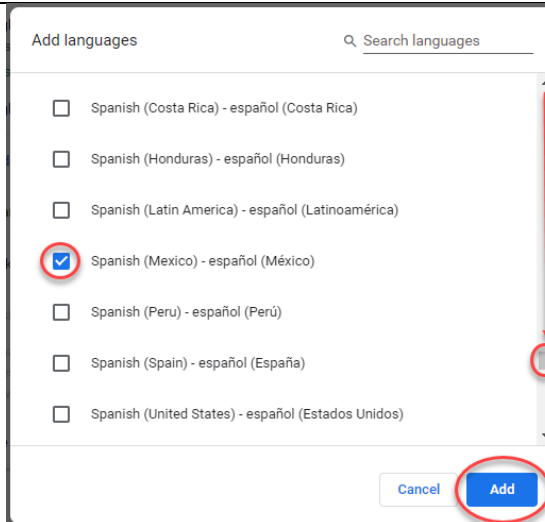 Add languages
Search languages
Spanish (Costa Rica) - español (Costa Rica)
Spanish (Honduras) - español (Honduras)
Spanish (Latin America) - español (Latinoamérica)
Spanish (Mexico) - español (México)
Spanish (Peru) - español (Perú)
Spanish (Spain) - español (España)
Spanish (United States) - español (Estados Unidos)
Cancel
Add